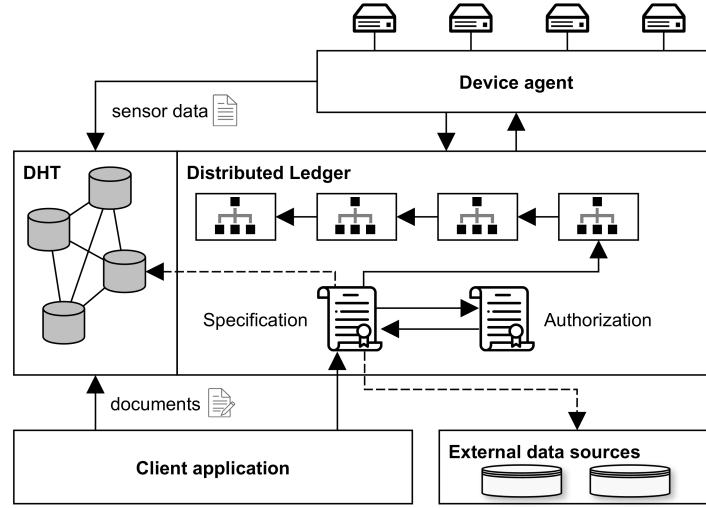 Device agent
sensor data
DHT
Distributed Ledger
Specification
Authorization
documents
Client application
External data sources